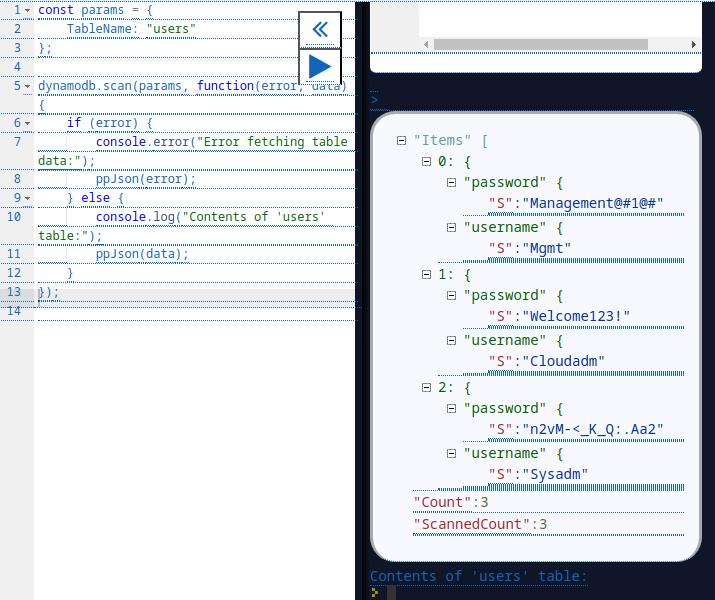 1 const params = {
2 TableName: "users"
3 };
4
5 dynamodb.scan(params, function(error, data)
{
6 if (error) {
7 console.error("Error fetching table
data:");
8 ppJson(error);
9 } else {
10 console.log("Contents of 'users'
table:");
11 ppJson(data);
12 }
13 });
14
>
"Items" [
0: {
"password" {
"S":"Management@#1@#"
"username" {
"S":"Mgmt"
1: {
"password" {
"S":"Welcome123!"
"username" {
"S":"Cloudadm"
2: {
"password" {
"S":"n2vM-<_K_Q:.Aa2"
"username" {
"S":"Sysadm"
"Count":3
"ScannedCount":3
Contents of 'users' table:
>